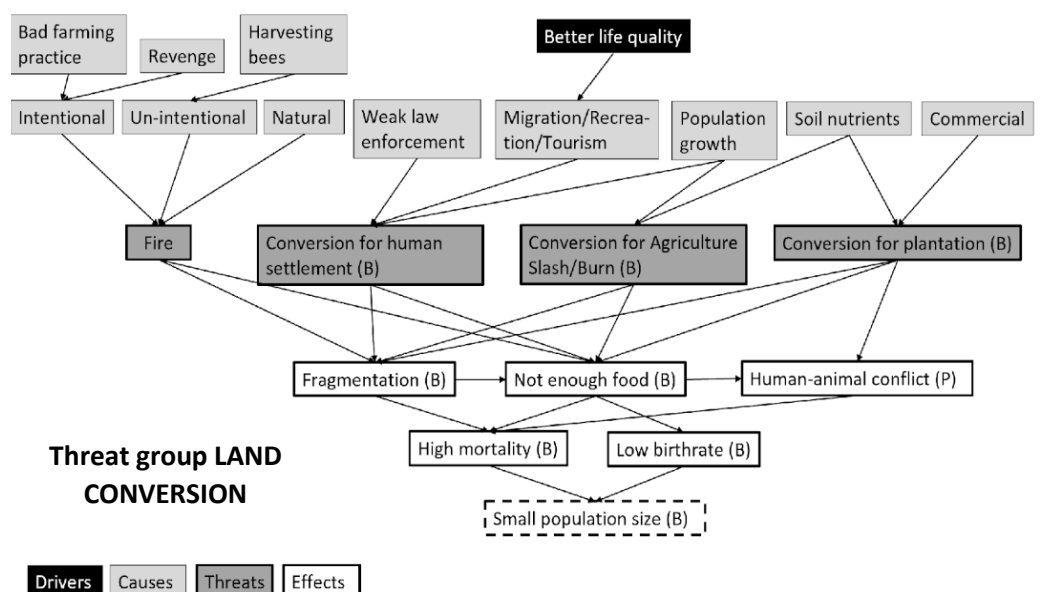 Bad farming
practice
Revenge
Harvesting
bees
Better life quality
Intentional
Un-intentional
Natural
Weak law
enforcement
Migration/Recrea-
tion/Tourism
Population
growth
Soil nutrients
Commercial
Fire
Conversion for human
settlement (B)
Conversion for Agriculture
Slash/Burn (B)
Conversion for plantation (B)
Fragmentation (B)
Not enough food (B)
Human-animal conflict (P)
High mortality (B)
Low birthrate (B)
Small population size (B)
Threat group LAND
CONVERSION
Drivers
Causes
Threats
Effects